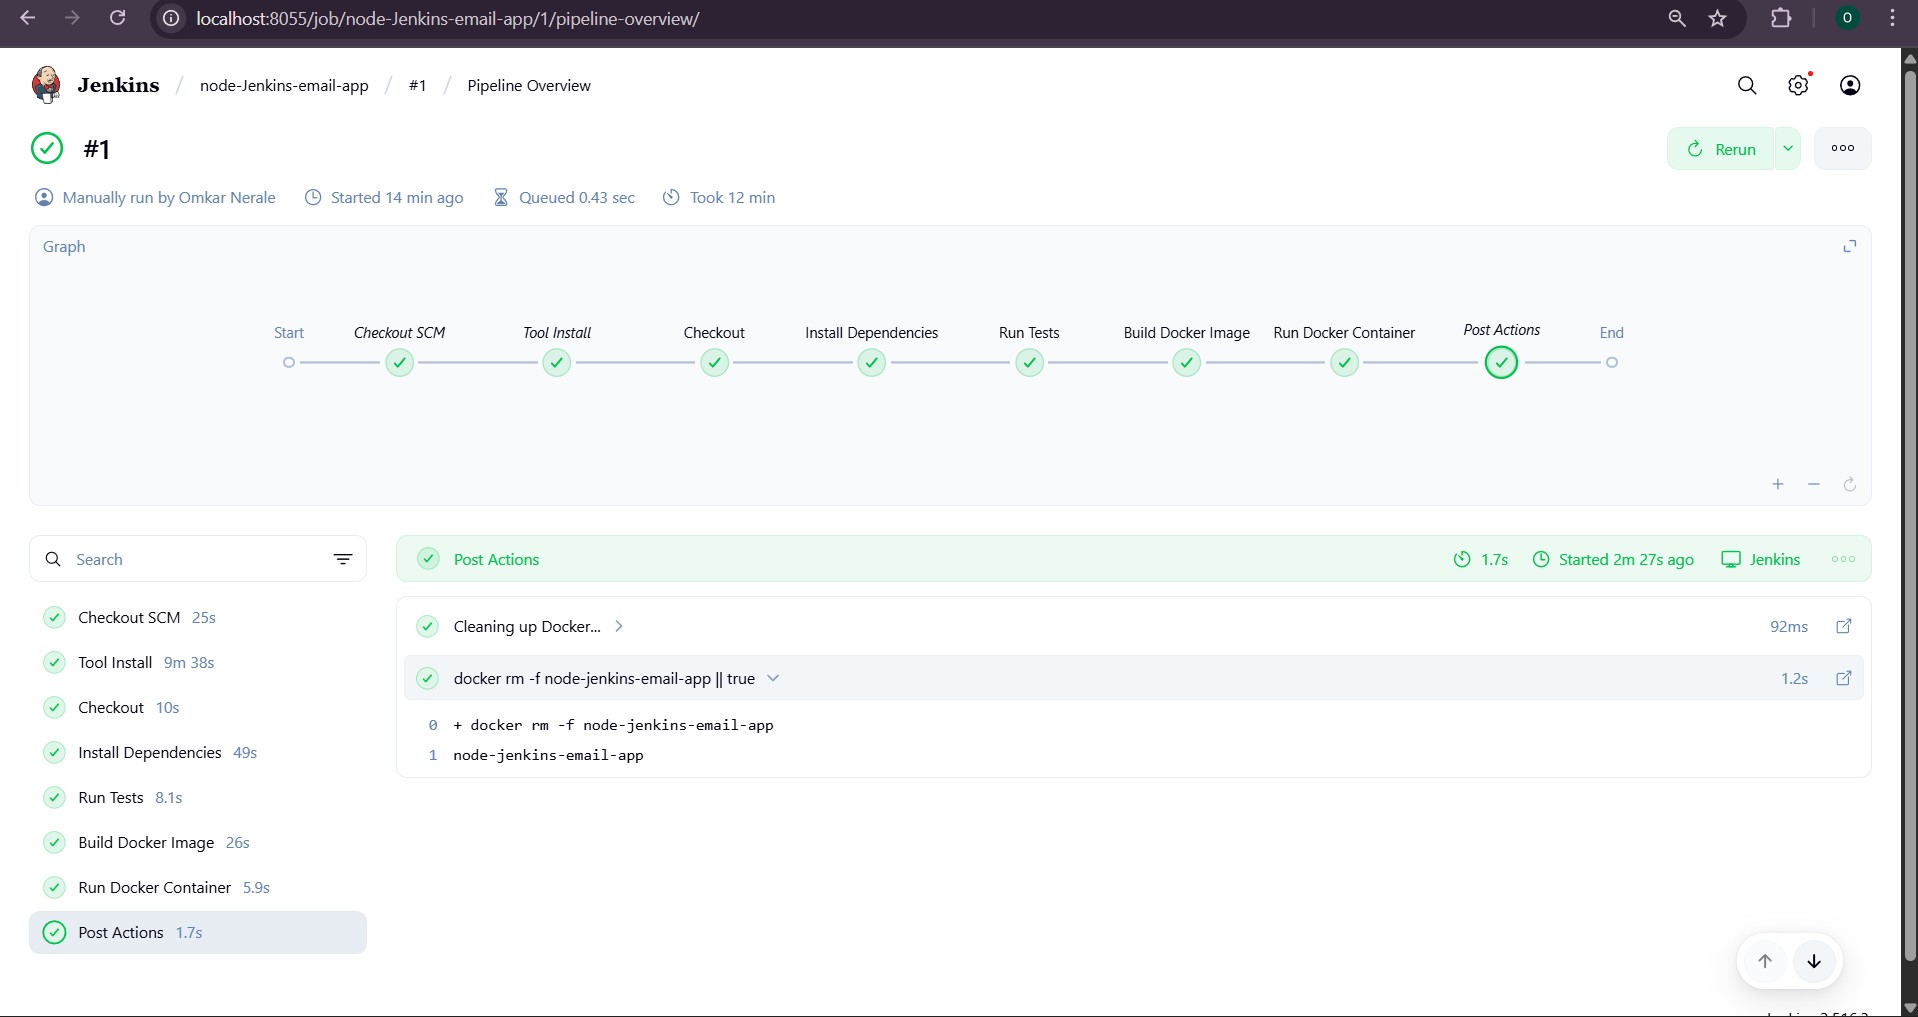 localhost:8055/job/node-Jenkins-email-app/1/pipeline-overview/
O
Jenkins / node-Jenkins-email-app / #1 / Pipeline Overview
#1
Rerun
Manually run by Omkar Nerale Started 14 min ago Queued 0.43 sec Took 12 min
Graph
Start Checkout SCM Tool Install Checkout Install Dependencies Run Tests Build Docker Image Run Docker Container Post Actions End
Search
Checkout SCM 25s
Tool Install 9m 38s
Checkout 10s
Install Dependencies 49s
Run Tests 8.1s
Build Docker Image 26s
Run Docker Container 5.9s
Post Actions 1.7s
Post Actions 1.7s Started 2m 27s ago Jenkins
Cleaning up Docker... 92ms
docker rm -f node-jenkins-email-app || true 1.2s
0 + docker rm -f node-jenkins-email-app
1 node-jenkins-email-app